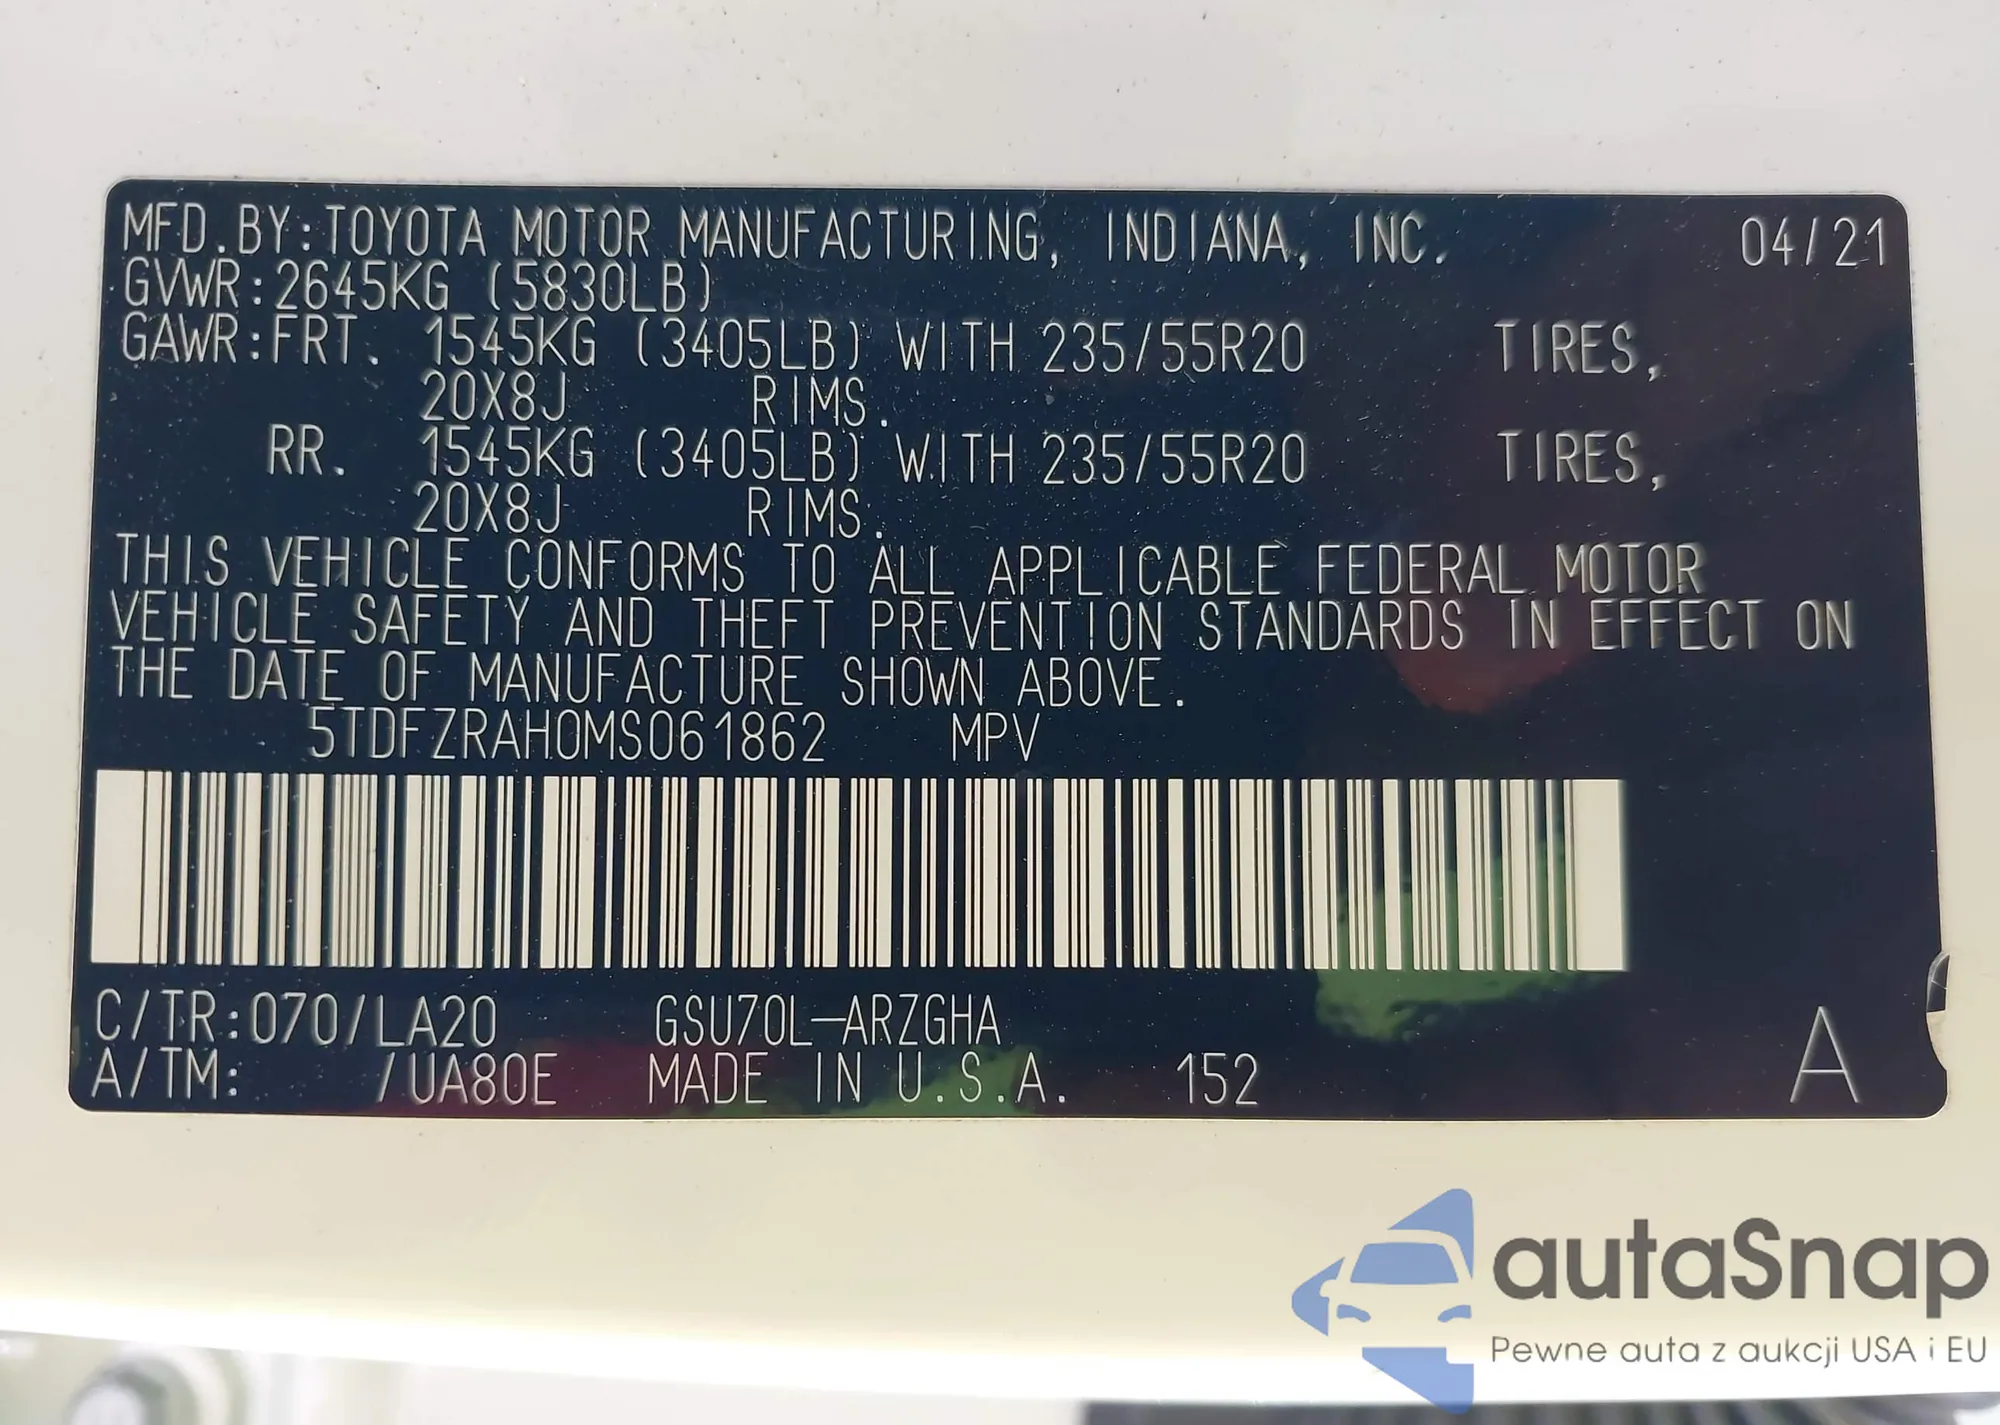 MFD.BY:TOYOTA MOTOR MANUFACTURING, INDIANA, INC. 04/21
GVWR:2645KG (5830LB)
GAWR:FRT. 1545KG (3405LB) WITH 235/55R20 TIRES,
20X8J RIMS.
RR. 1545KG (3405LB) WITH 235/55R20 TIRES,
20X8J RIMS.
THIS VEHICLE CONFORMS TO ALL APPLICABLE FEDERAL MOTOR
VEHICLE SAFETY AND THEFT PREVENTION STANDARDS IN EFFECT ON
THE DATE OF MANUFACTURE SHOWN ABOVE.
5TDFZRAH0MS061862 MPV
C/TR:070/LA20 GSU70L-ARZGHA
A/TM: /UA80E MADE IN U.S.A. 152 A
autaSnap
Pewne auta z aukcji USA i EU